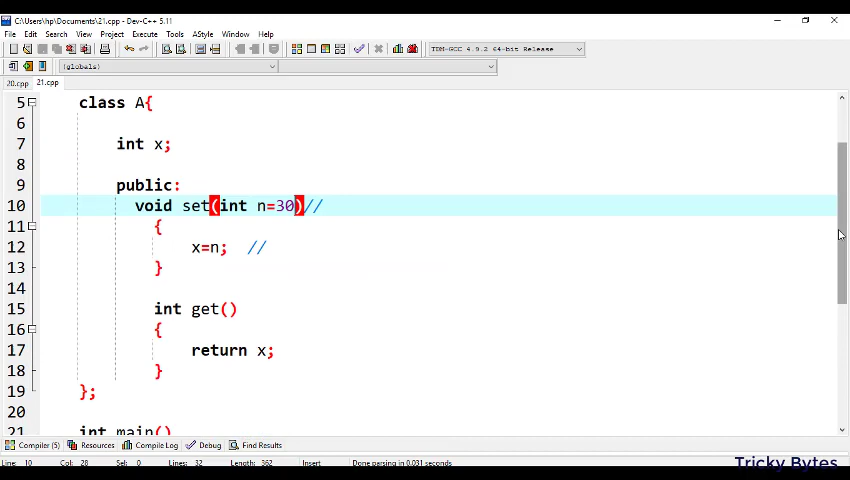 C:\Users\hp\Documents\21.cpp - Dev-C++ 5.11
File Edit Search View Project Execute Tools AStyle Window Help
TDM-GCC 4.9.2 64-bit Release
(globals)
20.cpp 21.cpp
5 class A{
6
7 int x;
8
9 public:
10 void set(int n=30)//
11 {
12 x=n; //
13 }
14
15 int get()
16 {
17 return x;
18 }
19 };
20
21 int main()
Compiler (5) Resources Compile Log Debug Find Results
Line: 10 Col: 28 Sel: 0 Lines: 32 Length: 362 Insert Done parsing in 0.031 seconds
Tricky Bytes